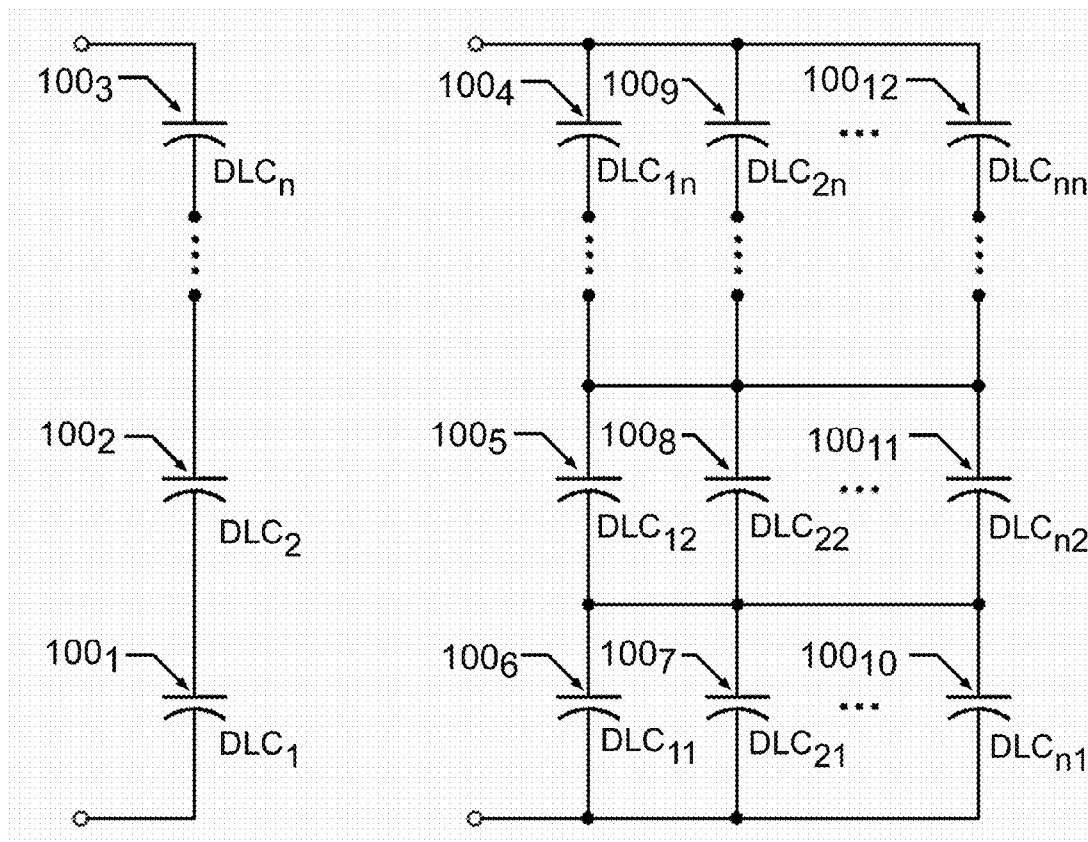 100₃
DLCₙ
100₂
DLC₂
100₁
DLC₁
100₄ 100₉ 100₁₂
DLC₁ₙ DLC₂ₙ DLCₙₙ
100₅ 100₈ 100₁₁
DLC₁₂ DLC₂₂ DLCₙ₂
100₆ 100₇ 100₁₀
DLC₁₁ DLC₂₁ DLCₙ₁